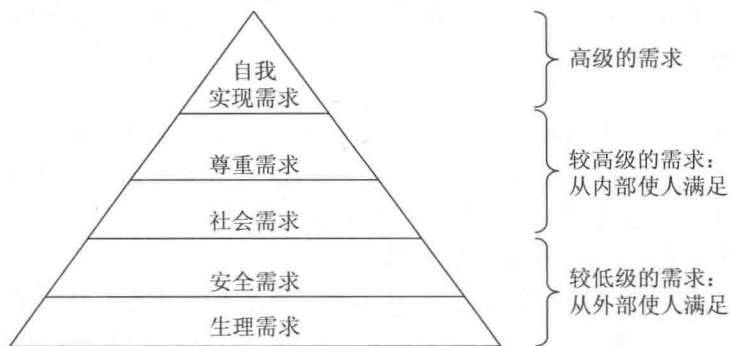 自我
实现需求
尊重需求
社会需求
安全需求
生理需求
高级的需求
较高级的需求：
从内部使人满足
较低级的需求：
从外部使人满足